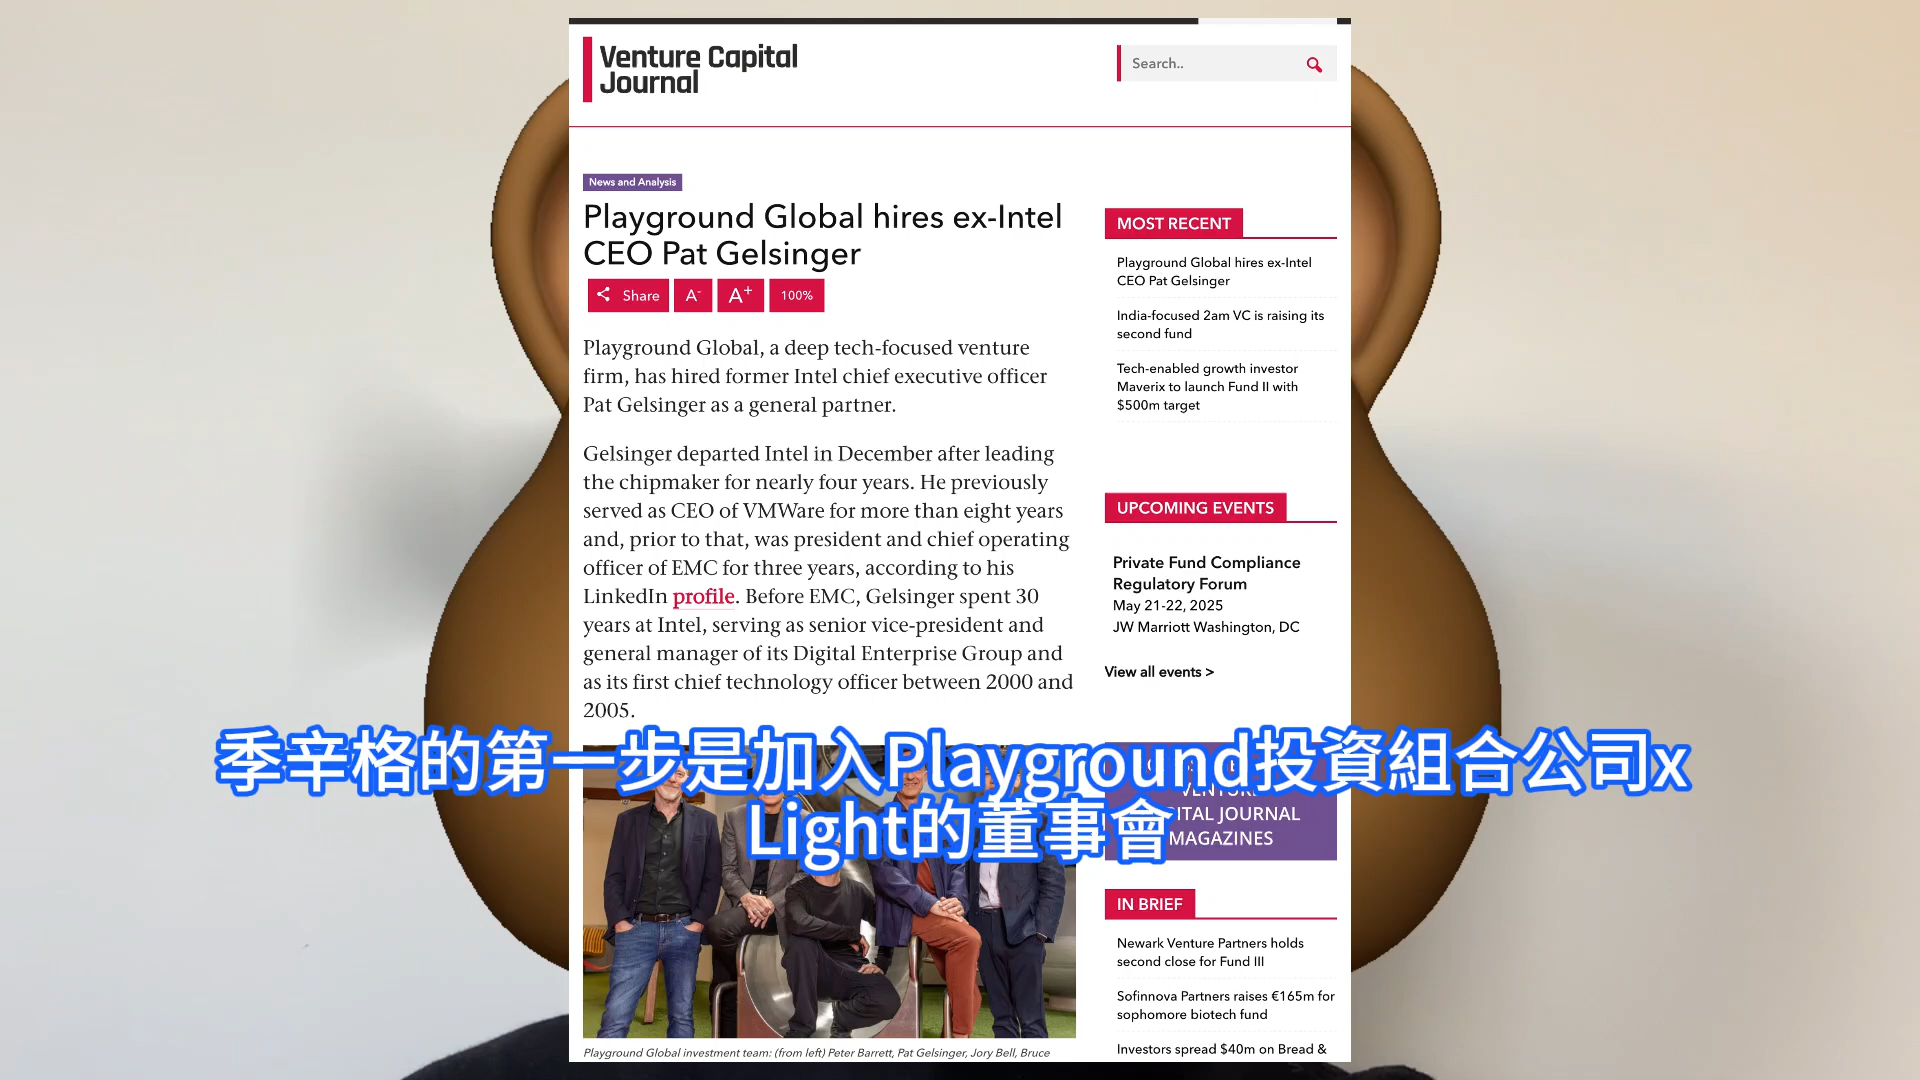 Venture Capital
Journal
Search..
News and Analysis
Playground Global hires ex-Intel
CEO Pat Gelsinger
Share
A-
A+
100%
Playground Global, a deep tech-focused venture
firm, has hired former Intel chief executive officer
Pat Gelsinger as a general partner.
Gelsinger departed Intel in December after leading
the chipmaker for nearly four years. He previously
served as CEO of VMWare for more than eight years
and, prior to that, was president and chief operating
officer of EMC for three years, according to his
LinkedIn profile. Before EMC, Gelsinger spent 30
years at Intel, serving as senior vice-president and
general manager of its Digital Enterprise Group and
as its first chief technology officer between 2000 and
2005.
Playground Global investment team: (from left) Peter Barrett, Pat Gelsinger, Jory Bell, Bruce
MOST RECENT
Playground Global hires ex-Intel
CEO Pat Gelsinger
India-focused 2am VC is raising its
second fund
Tech-enabled growth investor
Maverix to launch Fund II with
$500m target
UPCOMING EVENTS
Private Fund Compliance
Regulatory Forum
May 21-22, 2025
JW Marriott Washington, DC
View all events >
JOURNAL
MAGAZINES
IN BRIEF
Newark Venture Partners holds
second close for Fund III
Sofinnova Partners raises €165m for
sophomore biotech fund
Investors spread $40m on Bread &
季辛格的第一步是加入Playground投資組合公司x
Light的董事會